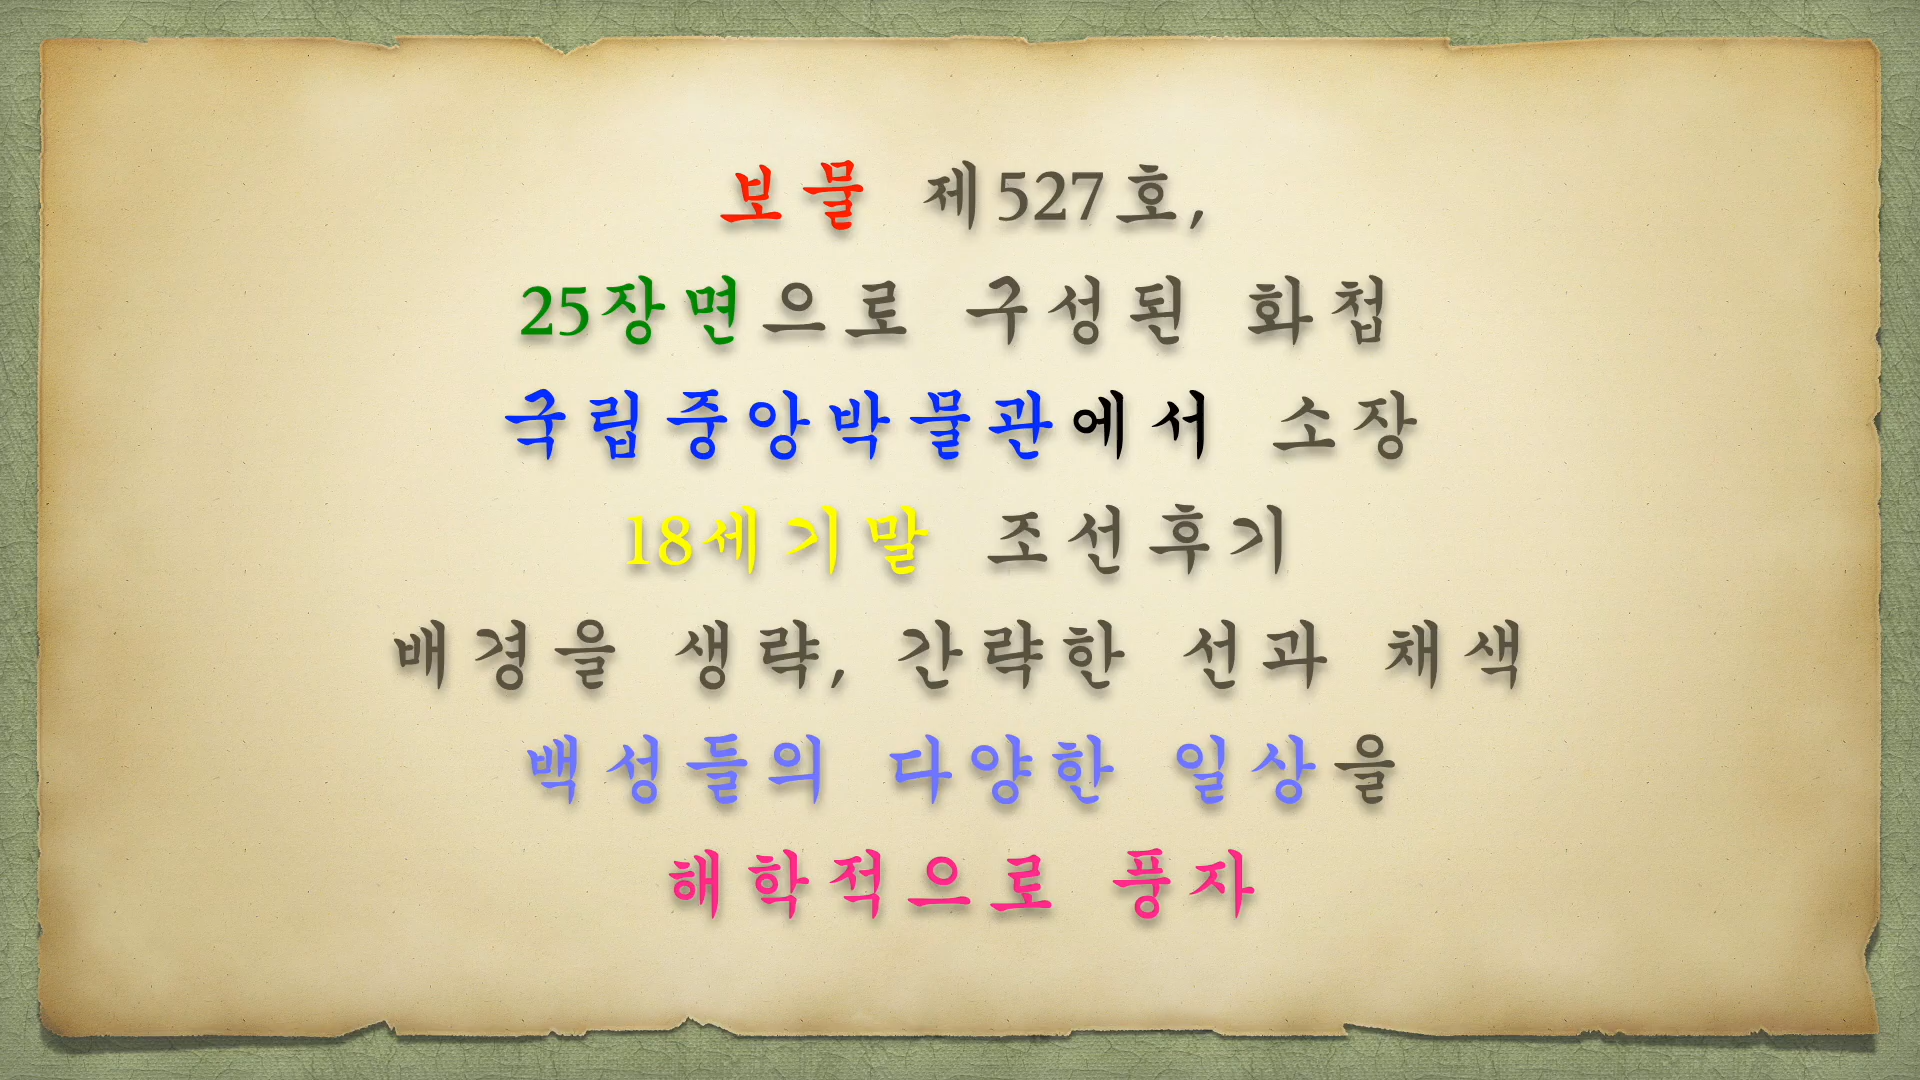 보물 제527호,
25장면으로 구성된 화첩
국립중앙박물관에서 소장
18세기말 조선후기
배경을 생략, 간략한 선과 채색
백성들의 다양한 일상을
해학적으로 풍자